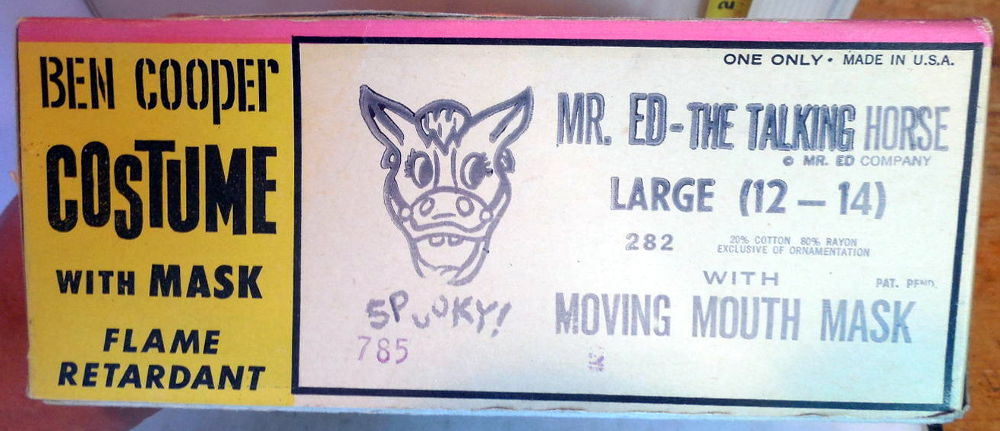 BEN COOPER
COSTUME
WITH MASK
FLAME
RETARDANT
SPOOKY!
785
ONE ONLY • MADE IN U.S.A.
MR. ED-THE TALKING HORSE
© MR. ED COMPANY
LARGE (12 — 14)
282
20% COTTON 80% RAYON
EXCLUSIVE OF ORNAMENTATION
WITH
PAT. PEND.
MOVING MOUTH MASK